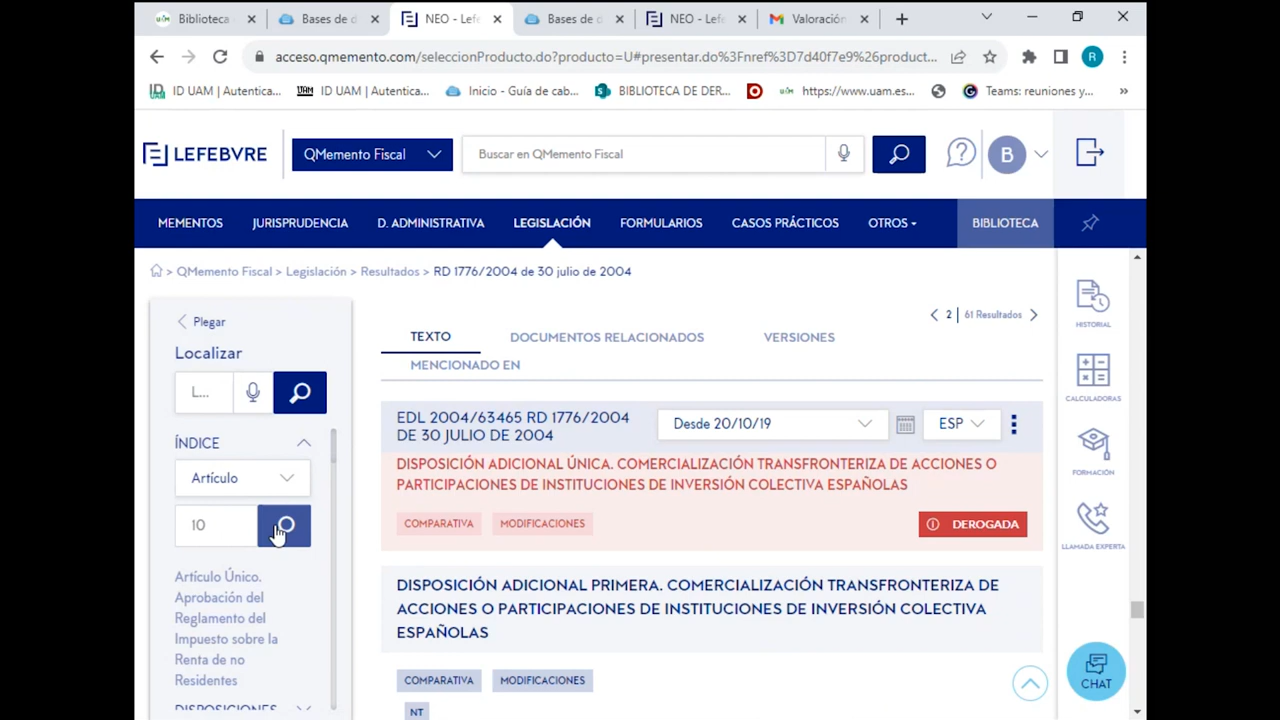 Biblioteca
Bases de d
NEO - Lefe
Bases de d
NEO - Lefe
Valoración
acceso.qmemento.com/seleccionProducto.do?producto=U#presentar.do%3Fnref%3D7d40f7e9%26product...
ID UAM | Autentica...
ID UAM | Autentica...
Inicio - Guía de cab...
BIBLIOTECA DE DER...
https://www.uam.es...
Teams: reuniones y...
LEFEBVRE
QMemento Fiscal
Buscar en QMemento Fiscal
B
R
MEMENTOS
JURISPRUDENCIA
D. ADMINISTRATIVA
LEGISLACIÓN
FORMULARIOS
CASOS PRÁCTICOS
OTROS
BIBLIOTECA
> QMemento Fiscal > Legislación > Resultados > RD 1776/2004 de 30 julio de 2004
Plegar
Localizar
L...
ÍNDICE
Artículo
10
Artículo Único.
Aprobación del
Reglamento del
Impuesto sobre la
Renta de no
Residentes
DISPOSICIONES
2 | 61 Resultados
TEXTO
DOCUMENTOS RELACIONADOS
VERSIONES
MENCIONADO EN
EDL 2004/63465 RD 1776/2004
DE 30 JULIO DE 2004
Desde 20/10/19
ESP
DISPOSICIÓN ADICIONAL ÚNICA. COMERCIALIZACIÓN TRANSFRONTERIZA DE ACCIONES O
PARTICIPACIONES DE INSTITUCIONES DE INVERSIÓN COLECTIVA ESPAÑOLAS
COMPARATIVA
MODIFICACIONES
DEROGADA
DISPOSICIÓN ADICIONAL PRIMERA. COMERCIALIZACIÓN TRANSFRONTERIZA DE
ACCIONES O PARTICIPACIONES DE INSTITUCIONES DE INVERSIÓN COLECTIVA
ESPAÑOLAS
COMPARATIVA
MODIFICACIONES
NT
HISTORIAL
CALCULADORAS
FORMACIÓN
LLAMADA EXPERTA
CHAT